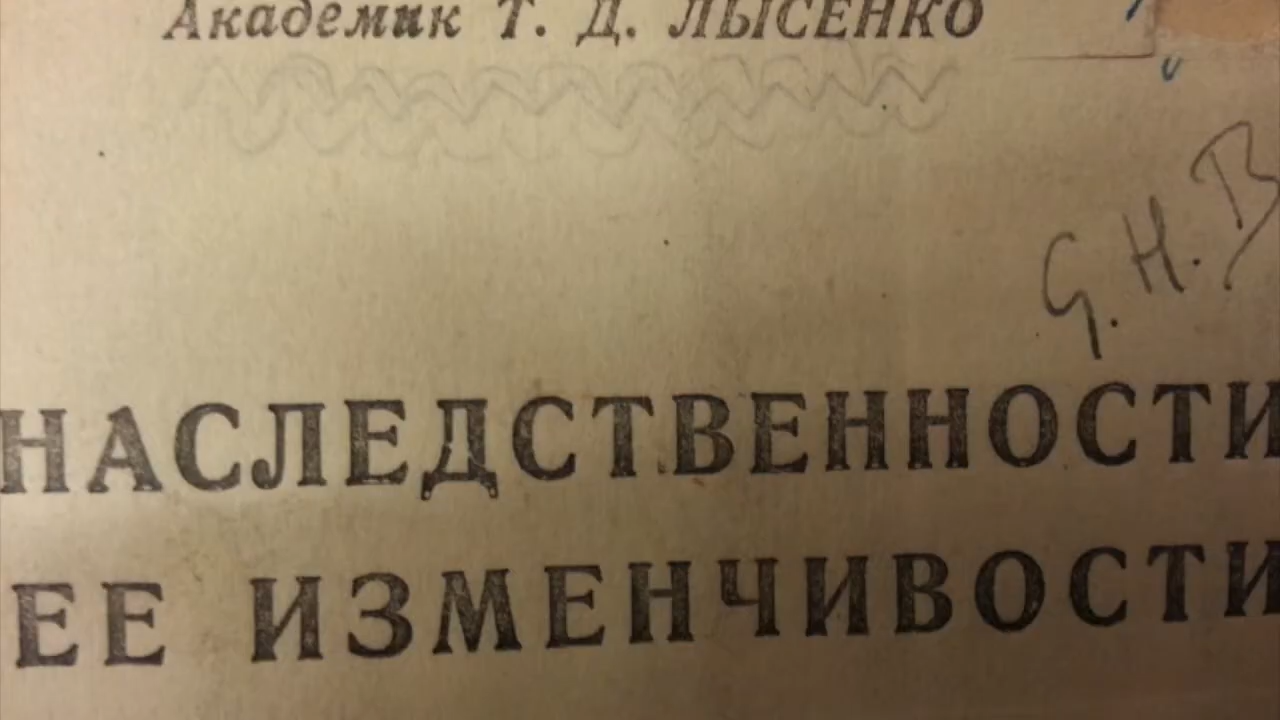 Академик Т. Д. ЛЫСЕНКО
G. H. B
НАСЛЕДСТВЕННОСТИ
ЕЕ ИЗМЕНЧИВОСТИ